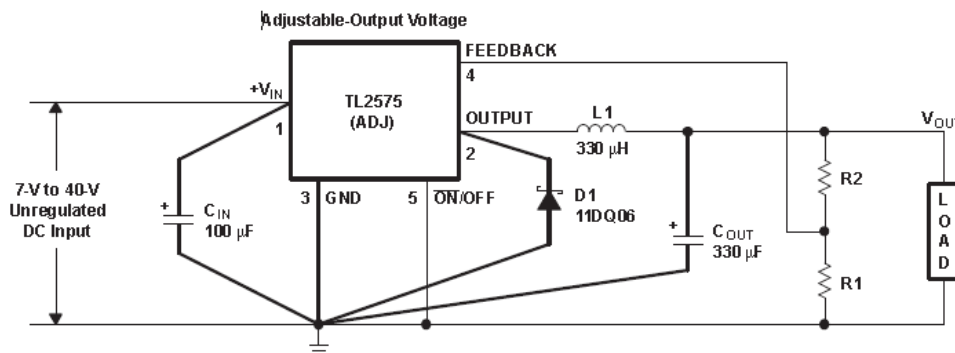 Adjustable-Output Voltage
FEEDBACK
4
+VIN
1
TL2575
(ADJ)
OUTPUT
2
L1
330 μH
VOUT
7-V to 40-V
Unregulated
DC Input
+
CIN
100 μF
3
GND
5
ON/OFF
D1
11DQ06
+
COUT
330 μF
R2
R1
LOAD